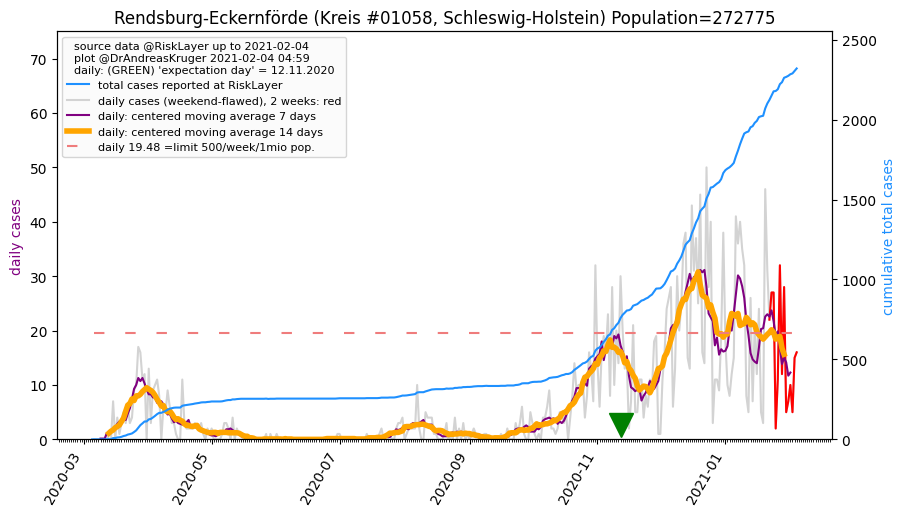 Rendsburg-Eckernförde (Kreis #01058, Schleswig-Holstein) Population=272775
source data @RiskLayer up to 2021-02-04
plot @DrAndreasKruger 2021-02-04 04:59
daily: (GREEN) 'expectation day' = 12.11.2020
total cases reported at RiskLayer
daily cases (weekend-flawed), 2 weeks: red
daily: centered moving average 7 days
daily: centered moving average 14 days
daily 19.48 =limit 500/week/1mio pop.
daily cases
70
60
50
40
30
20
10
0
2500
2000
1500
1000
500
0
cumulative total cases
2020-03
2020-05
2020-07
2020-09
2020-11
2021-01